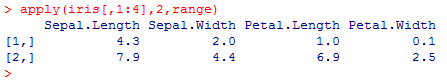 > apply(iris[,1:4],2,range)
     Sepal.Length Sepal.Width Petal.Length Petal.Width
[1,]          4.3         2.0          1.0         0.1
[2,]          7.9         4.4          6.9         2.5
>